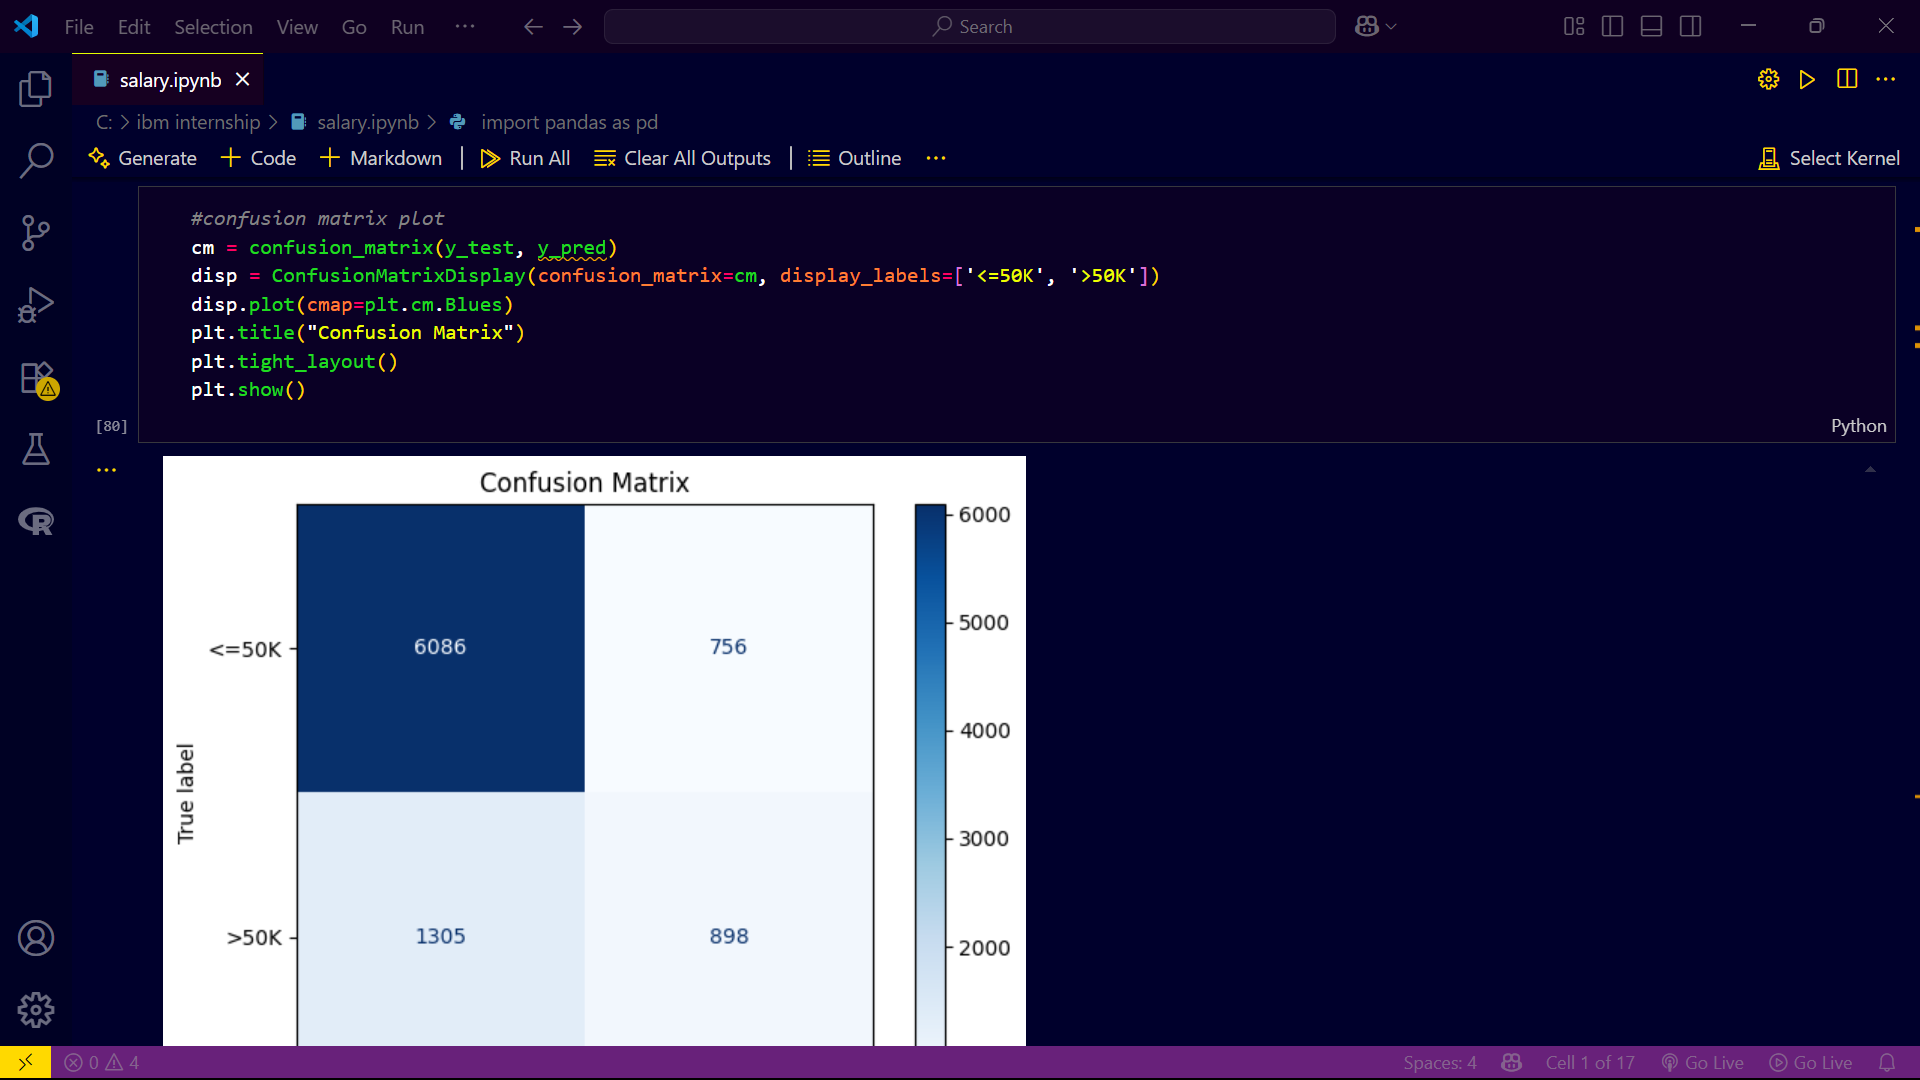 File Edit Selection View Go Run ··· Search
salary.ipynb
C: > ibm internship > salary.ipynb > import pandas as pd
Generate + Code + Markdown | Run All Clear All Outputs | Outline ··· Select Kernel
#confusion matrix plot
cm = confusion_matrix(y_test, y_pred)
disp = ConfusionMatrixDisplay(confusion_matrix=cm, display_labels=['<=50K', '>50K'])
disp.plot(cmap=plt.cm.Blues)
plt.title("Confusion Matrix")
plt.tight_layout()
plt.show()
[80] Python
Confusion Matrix
6000
5000
<=50K 6086 756
4000
True label
3000
>50K 1305 898
2000
0 4 Spaces: 4 Cell 1 of 17 Go Live Go Live